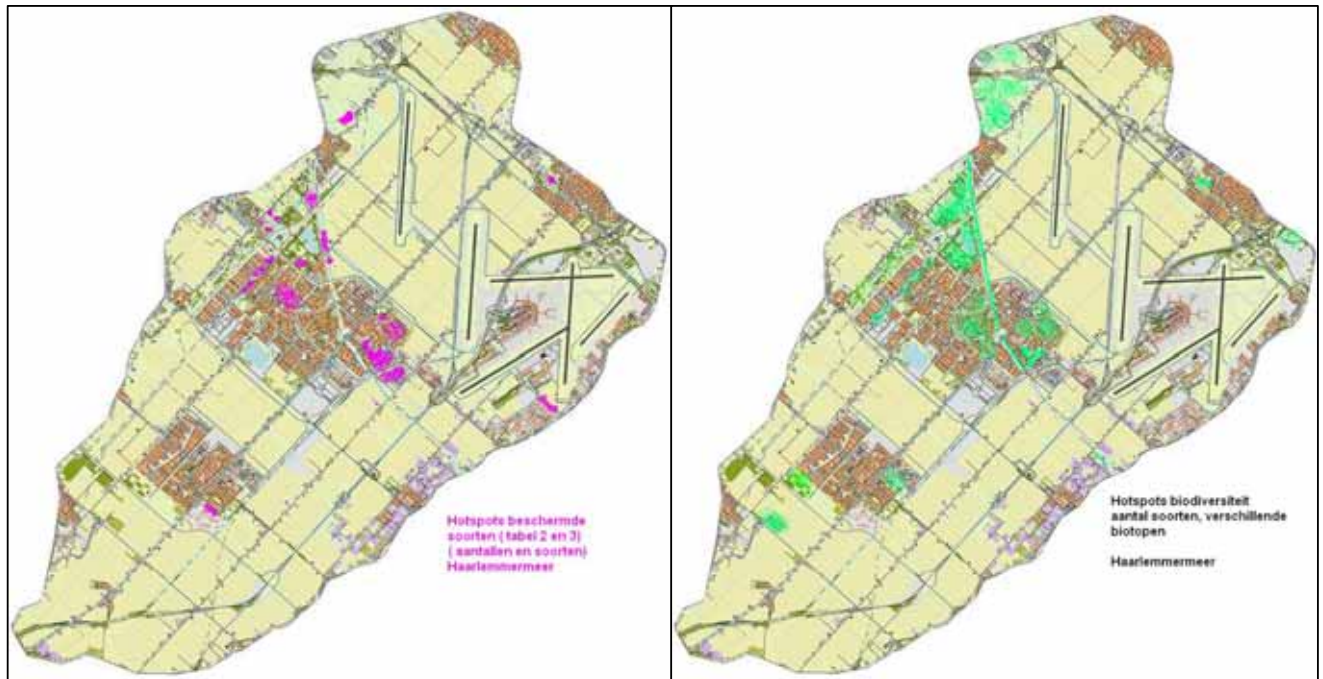 Hotspots beschermde
soorten ( tabel 2 en 3)
( aantallen en soorten)
Haarlemmermeer
Hotspots biodiversiteit
aantal soorten, verschillende
biotopen
Haarlemmermeer